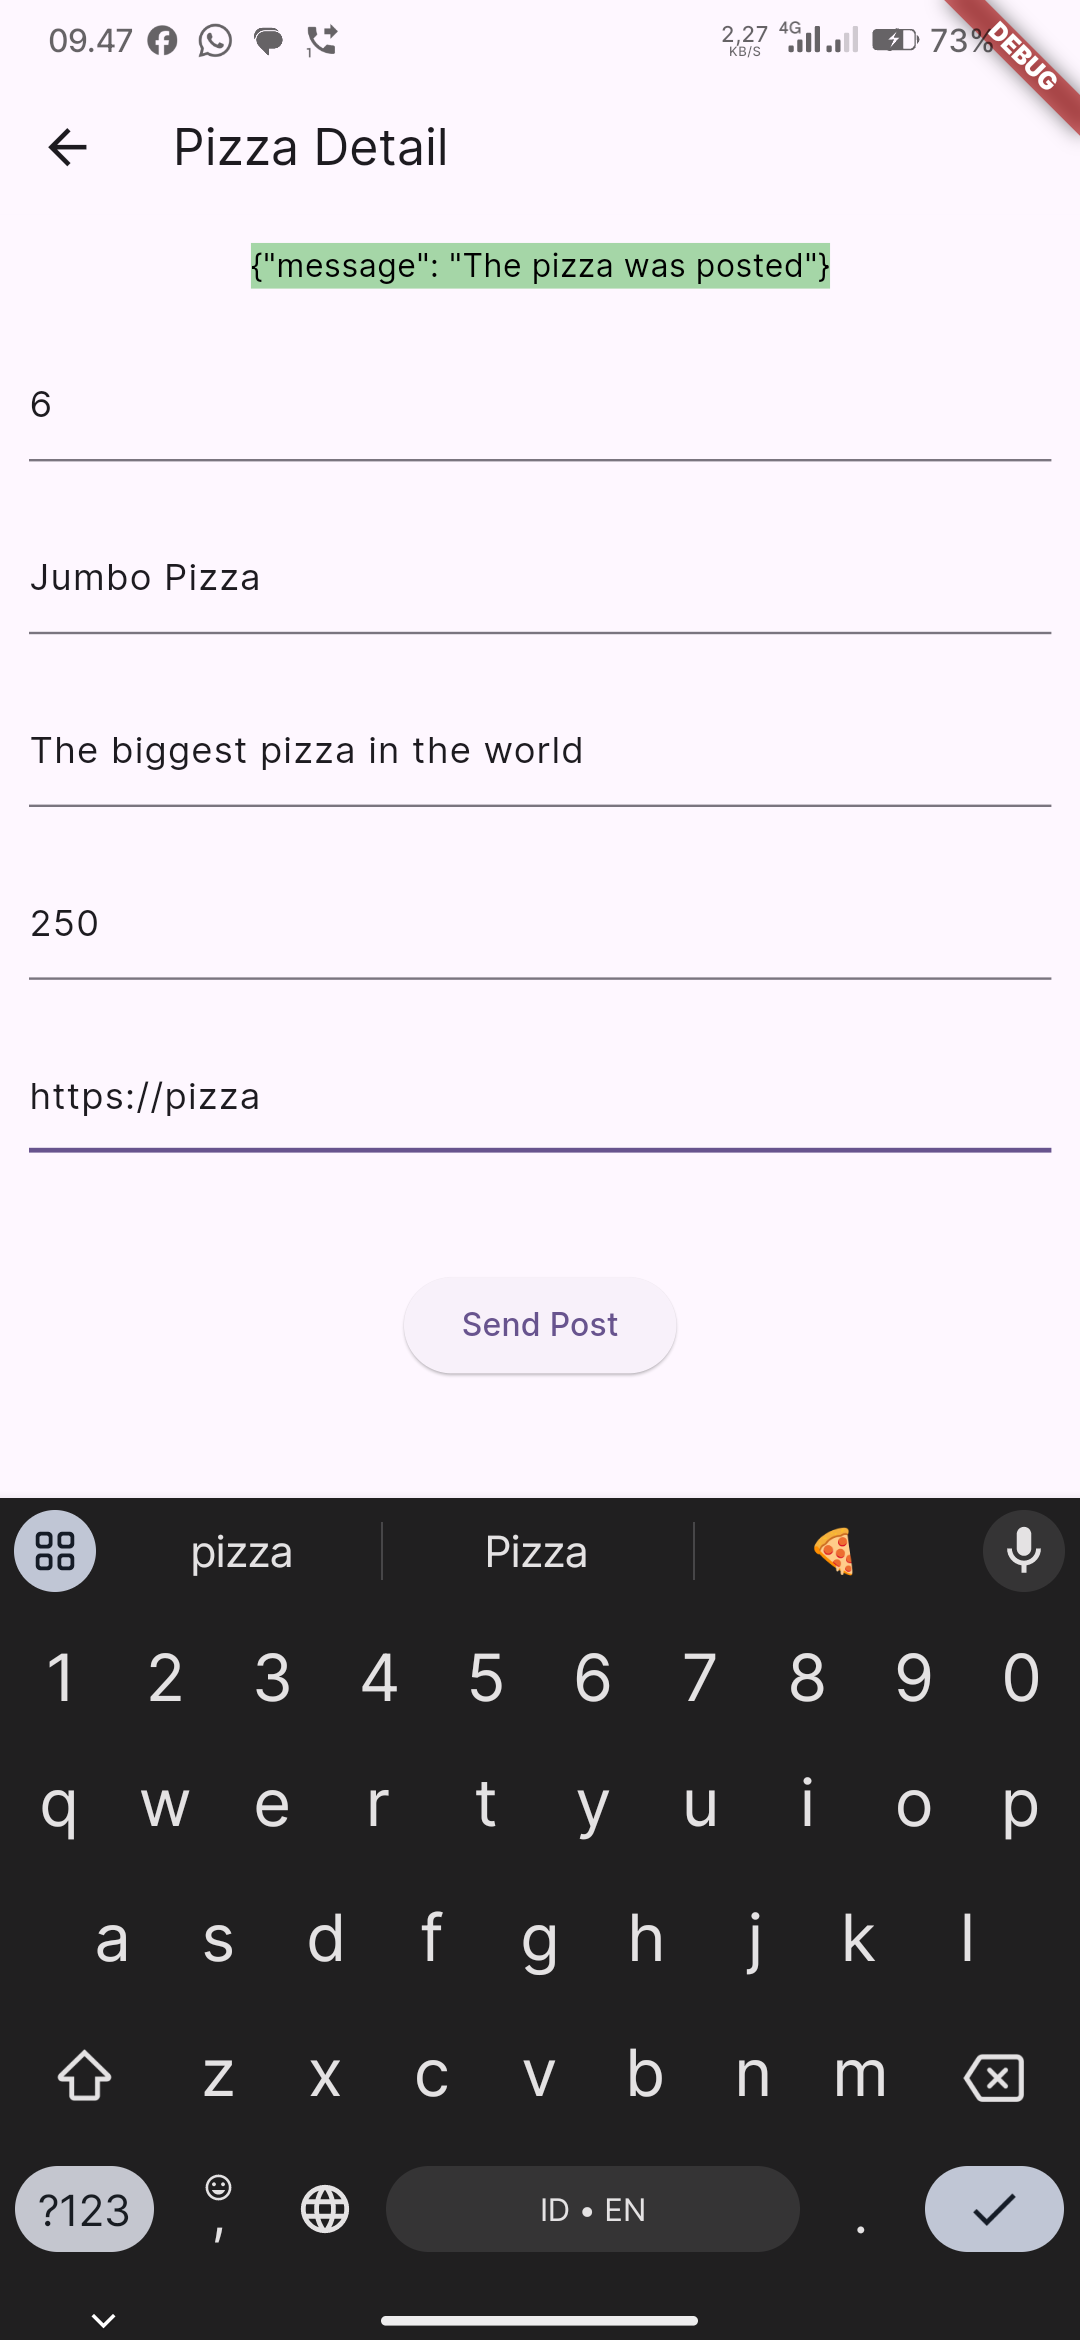 09.47
1
2,27
KB/S
4G
73%
DEBUG
Pizza Detail
{"message": "The pizza was posted"}
6
Jumbo Pizza
The biggest pizza in the world
250
https://pizza
Send Post
pizza Pizza
1 2 3 4 5 6 7 8 9 0
q w e r t y u i o p
a s d f g h j k l
z x c v b n m
?123 , ID • EN .